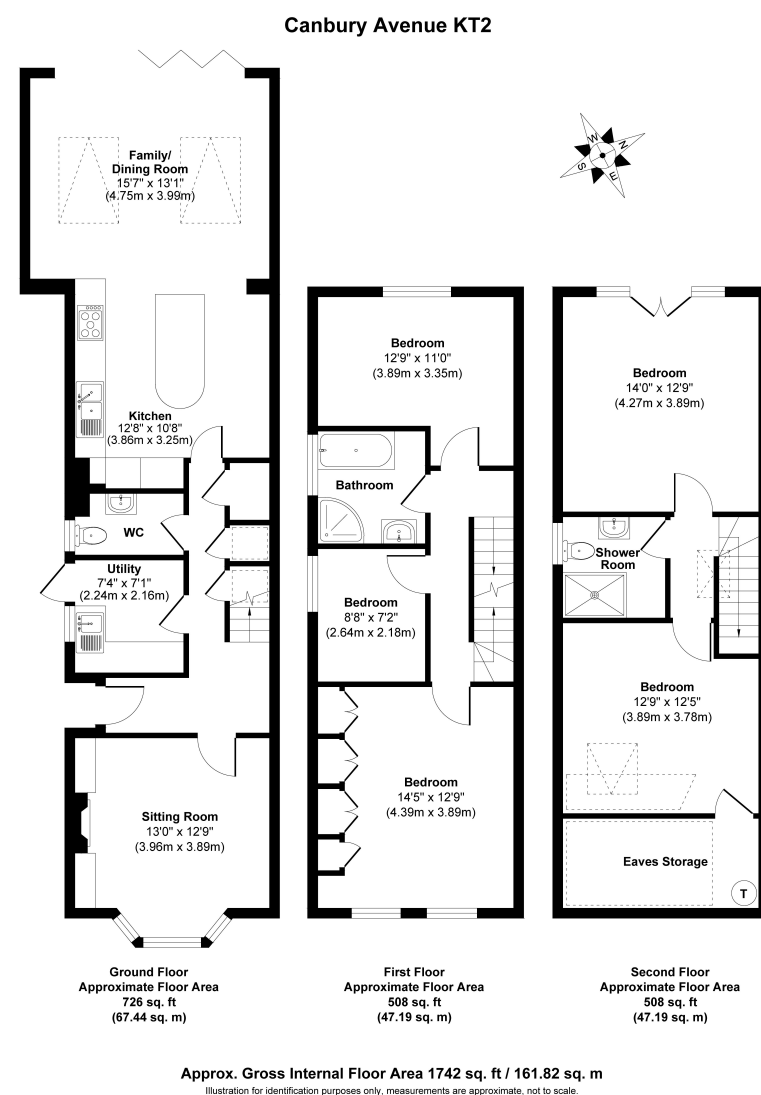 Canbury Avenue KT2
Family/
Dining Room
15'7" x 13'1"
(4.75m x 3.99m)
W
N
S
E
Kitchen
12'8" x 10'8"
(3.86m x 3.25m)
WC
Utility
7'4" x 7'1"
(2.24m x 2.16m)
Sitting Room
13'0" x 12'9"
(3.96m x 3.89m)
Ground Floor
Approximate Floor Area
726 sq. ft
(67.44 sq. m)
Bedroom
12'9" x 11'0"
(3.89m x 3.35m)
Bathroom
Bedroom
8'8" x 7'2"
(2.64m x 2.18m)
Bedroom
14'5" x 12'9"
(4.39m x 3.89m)
First Floor
Approximate Floor Area
508 sq. ft
(47.19 sq. m)
Bedroom
14'0" x 12'9"
(4.27m x 3.89m)
Shower
Room
Bedroom
12'9" x 12'5"
(3.89m x 3.78m)
Eaves Storage
T
Second Floor
Approximate Floor Area
508 sq. ft
(47.19 sq. m)
Approx. Gross Internal Floor Area 1742 sq. ft / 161.82 sq. m
Illustration for identification purposes only, measurements are approximate, not to scale.